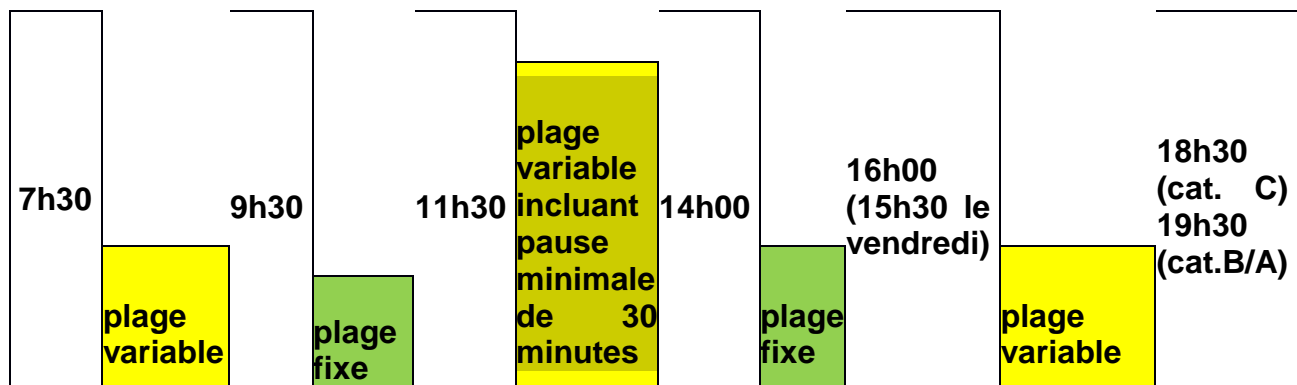 7h30
plage
variable
9h30
plage
fixe
11h30
plage
variable
incluant
pause
minimale
de 30
minutes
14h00
plage
fixe
16h00
(15h30 le
vendredi)
plage
variable
18h30
(cat. C)
19h30
(cat.B/A)